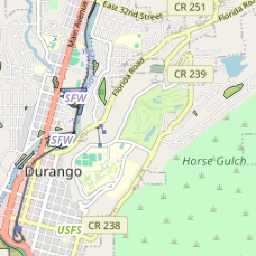 CR 251
East 32nd Street
Main Avenue
Florida Road
Florida Road
CR 239
SFW
SFW
Horse Gulch
Durango
USFS
CR 238